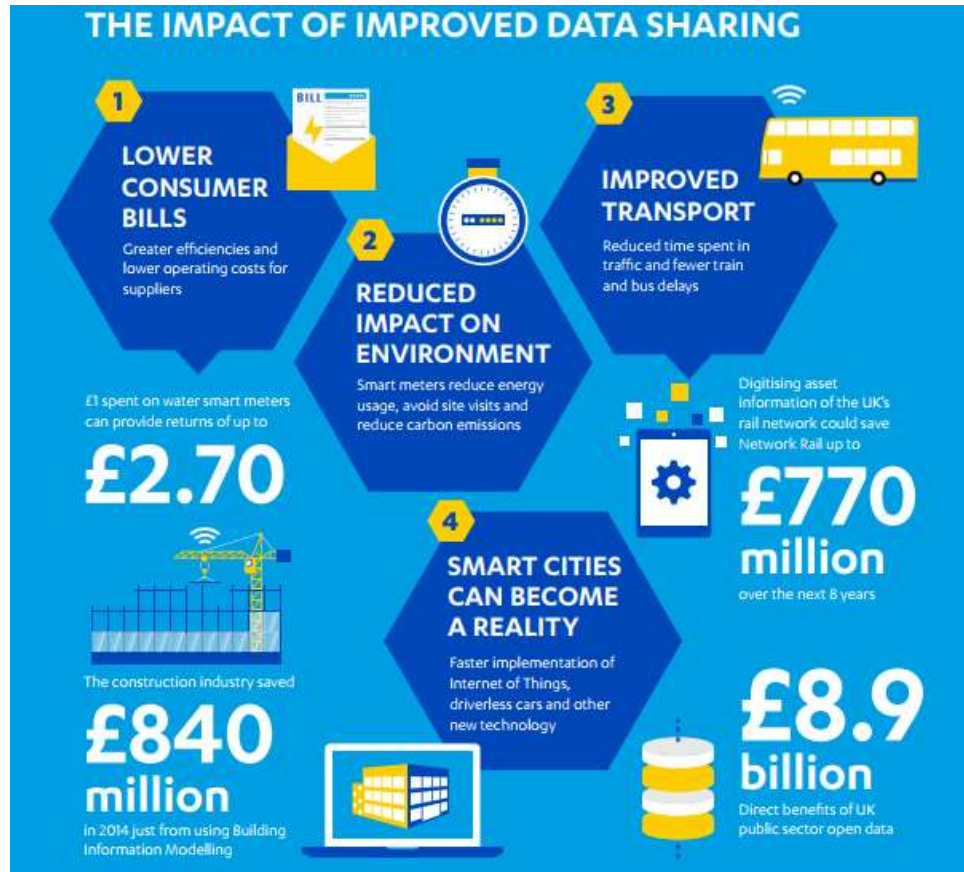 THE IMPACT OF IMPROVED DATA SHARING
1
BILL
LOWER
CONSUMER
BILLS
Greater efficiencies and
lower operating costs for
suppliers
£1 spent on water smart meters
can provide returns of up to
£2.70
2
REDUCED
IMPACT ON
ENVIRONMENT
Smart meters reduce energy
usage, avoid site visits and
reduce carbon emissions
3
IMPROVED
TRANSPORT
Reduced time spent in
traffic and fewer train
and bus delays
Digitising asset
information of the UK's
rail network could save
Network Rail up to
£770
million
over the next 8 years
4
SMART CITIES
CAN BECOME
A REALITY
Faster implementation of
Internet of Things,
driverless cars and other
new technology
The construction industry saved
£840
million
in 2014 just from using Building
Information Modelling
£8.9
billion
Direct benefits of UK
public sector open data